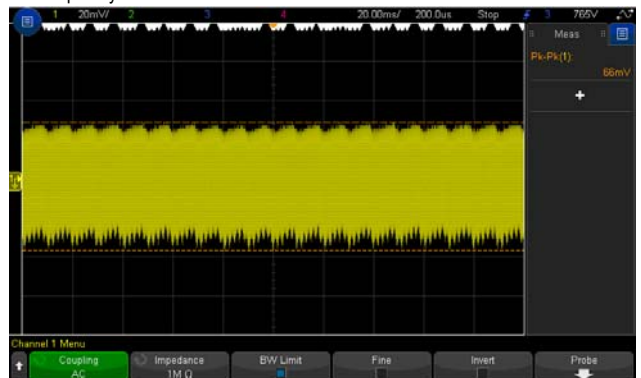 1 20mV/ 2 3 4 20.00ms/ 200.0us Stop 3 765V
Meas
Pk-Pk(1):
66mV
+
Channel 1 Menu
Coupling
AC
Impedance
1M Ω
BW Limit
Fine
Invert
Probe